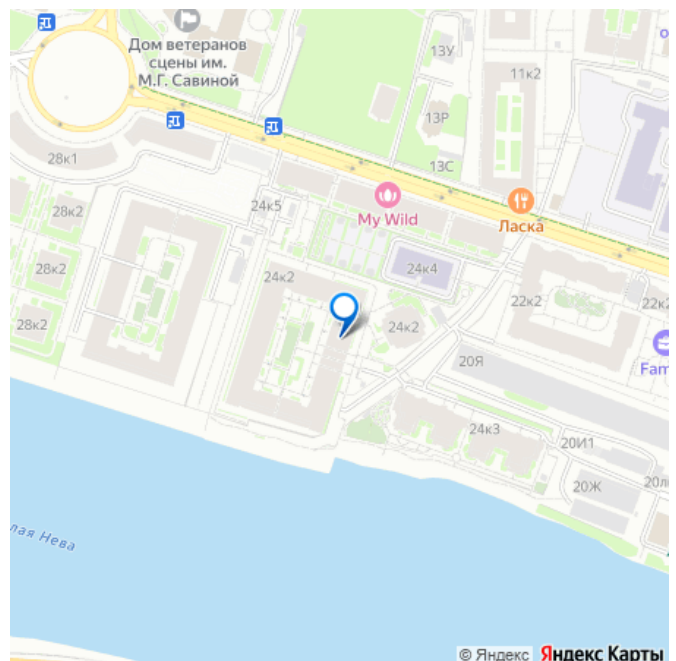 Дом ветеранов
сцены им.
М.Г. Савиной
13У
11к2
13Р
13С
28к1
My Wild
Ласка
28к2
24к5
28к2
24к2
24к4
22к2
22к2
28к2
24к2
20Я
Fam
24к3
20И1
20Ж
лая Нева
© Яндекс
Яндекс Карты